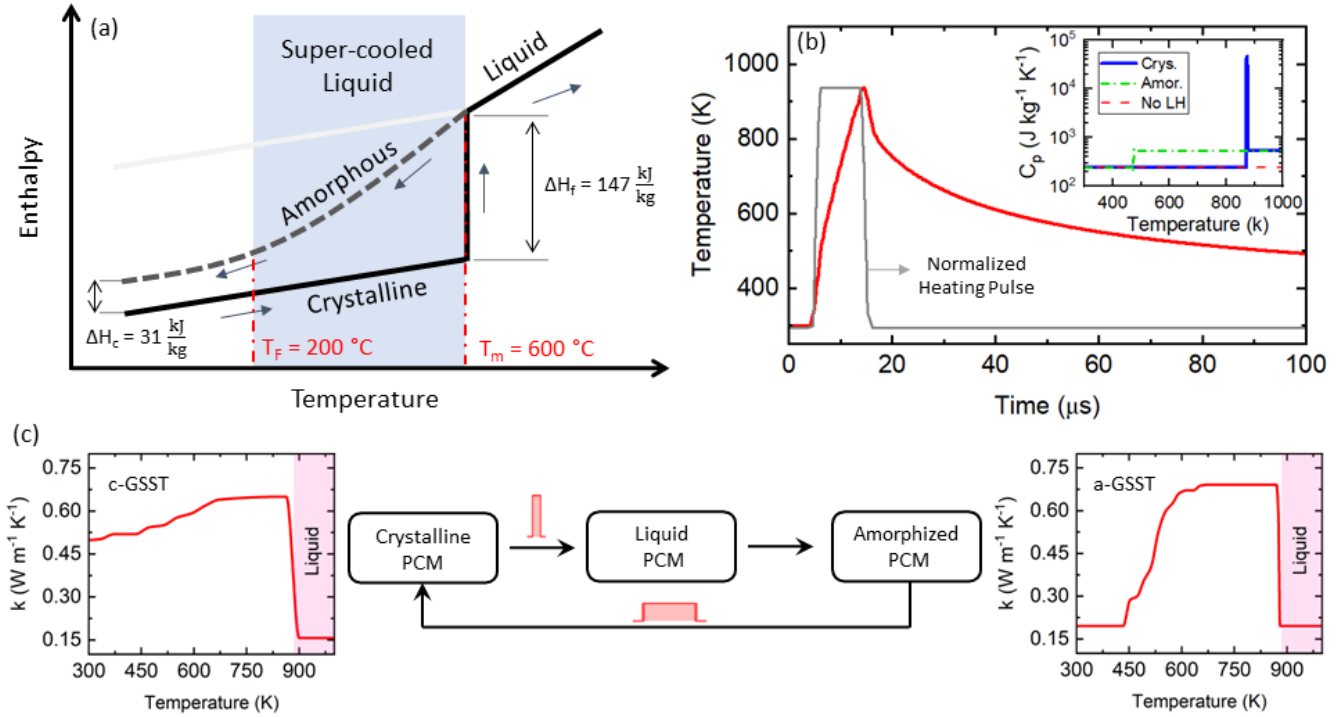 (a)
Super-cooled
Liquid
Liquid
Amorphous
Crystalline
Enthalpy
ΔH_f = 147 kJ/kg
ΔH_c = 31 kJ/kg
T_F = 200 °C
T_m = 600 °C
Temperature
(b)
Temperature (K)
1000
800
600
400
0
20
40
60
80
100
Time (μs)
Normalized
Heating Pulse
Crys.
Amor.
No LH
C_p (J kg⁻¹ K⁻¹)
10⁵
10⁴
10³
10²
400
600
800
1000
Temperature (k)
(c)
c-GSST
Liquid
k (W m⁻¹ K⁻¹)
0.75
0.60
0.45
0.30
0.15
300
450
600
750
900
Temperature (K)
Crystalline
PCM
Liquid
PCM
Amorphized
PCM
a-GSST
Liquid
k (W m⁻¹ K⁻¹)
0.75
0.60
0.45
0.30
0.15
300
450
600
750
900
Temperature (K)